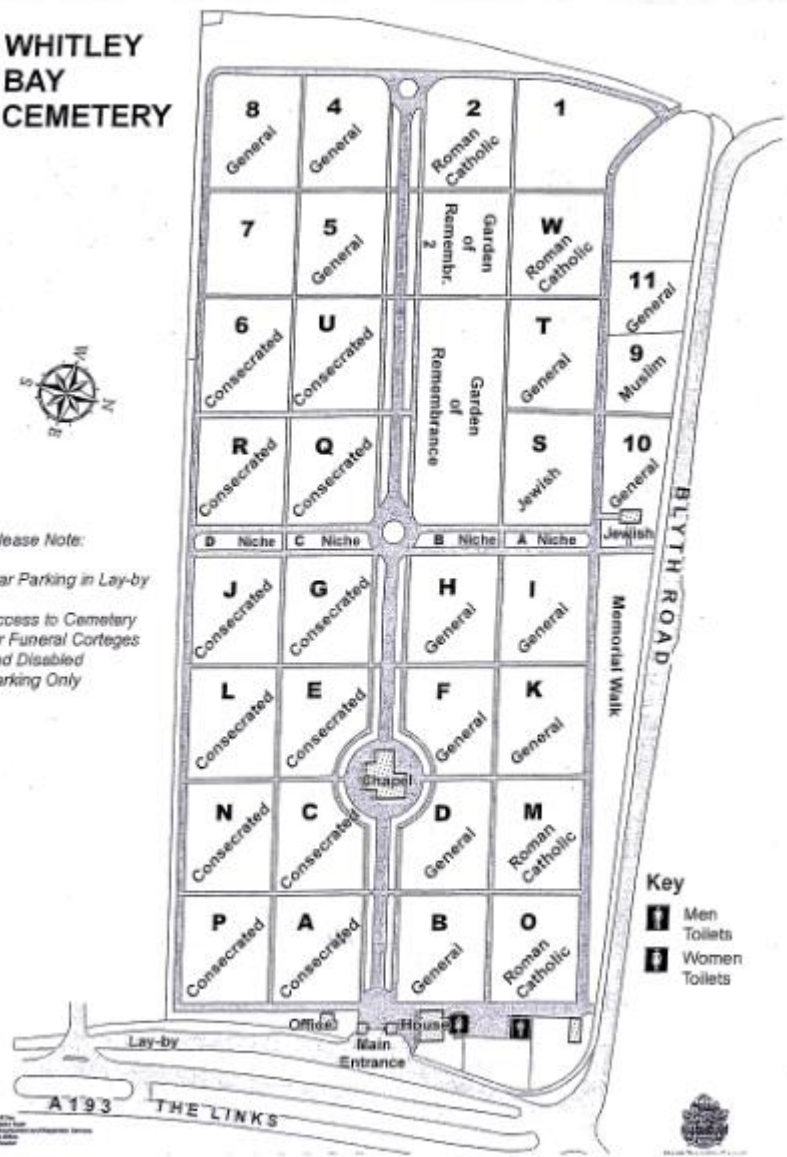 WHITLEY
BAY
CEMETERY
8
General
4
General
2
Roman
Catholic
1
7
5
General
Garden
of
Remembr.
2
W
Roman
Catholic
11
General
6
Consecrated
U
Consecrated
Garden
of
Remembrance
T
General
9
Muslim
W
S
N
E
R
Consecrated
Q
Consecrated
S
Jewish
10
General
Jewish
D Niche
C Niche
B Niche
A Niche
lease Note:
ar Parking in Lay-by
ccess to Cemetery
r Funeral Corteges
nd Disabled
arking Only
BLYTH ROAD
J
Consecrated
G
Consecrated
H
General
I
General
Memorial Walk
L
Consecrated
E
Consecrated
F
General
K
General
Chapel
N
Consecrated
C
Consecrated
D
General
M
Roman
Catholic
P
Consecrated
A
Consecrated
B
General
O
Roman
Catholic
Key
Men
Toilets
Women
Toilets
Office
House
Main
Entrance
Lay-by
A193 THE LINKS